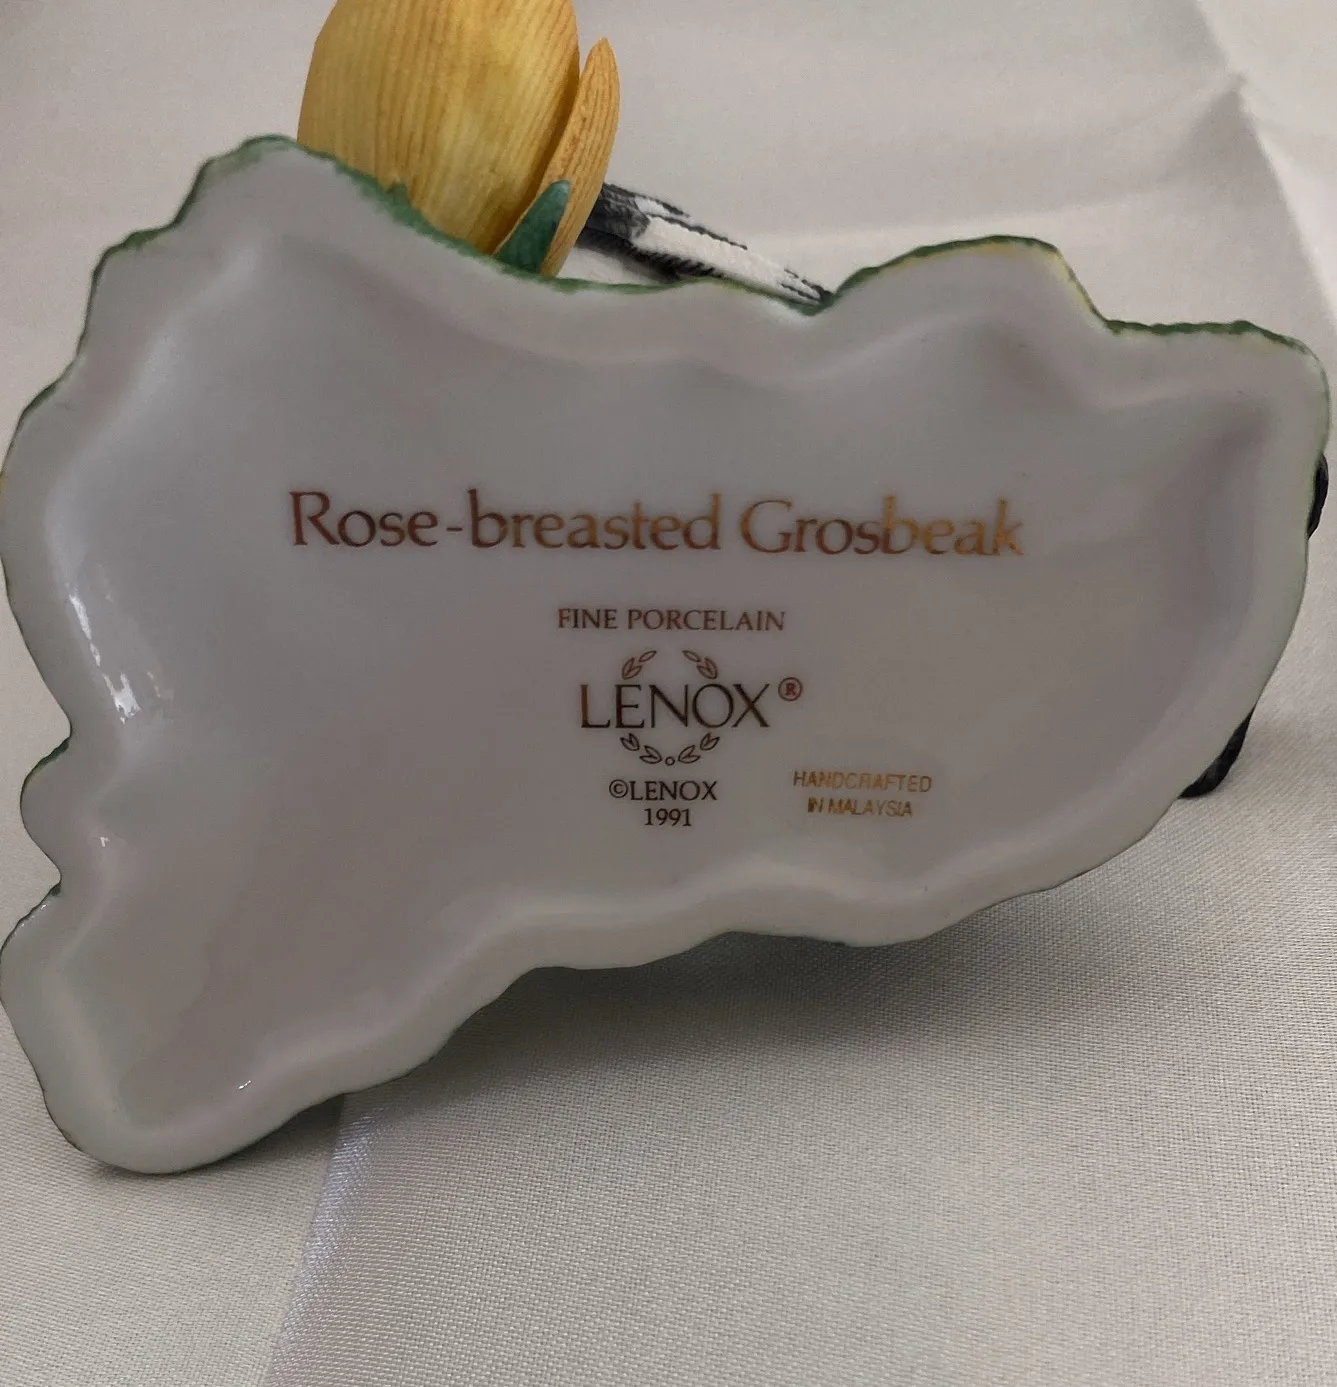 Rose-breasted Grosbeak
FINE PORCELAIN
LENOX®
©LENOX
1991
HANDCRAFTED
IN MALAYSIA